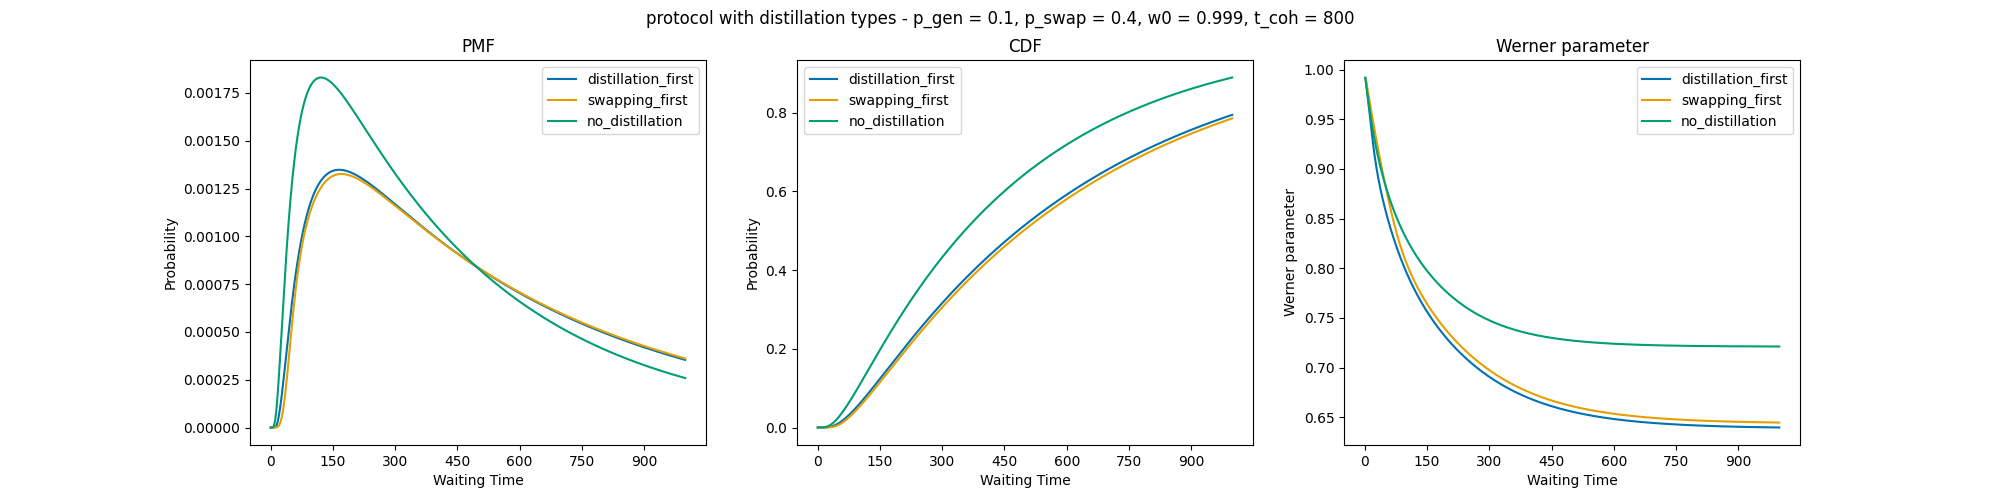 protocol with distillation types - p_gen = 0.1, p_swap = 0.4, w0 = 0.999, t_coh = 800
PMF
Probability
0.00175
0.00150
0.00125
0.00100
0.00075
0.00050
0.00025
0.00000
distillation_first
swapping_first
no_distillation
0 150 300 450 600 750 900
Waiting Time
CDF
Probability
0.8
0.6
0.4
0.2
0.0
distillation_first
swapping_first
no_distillation
0 150 300 450 600 750 900
Waiting Time
Werner parameter
Werner parameter
1.00
0.95
0.90
0.85
0.80
0.75
0.70
0.65
distillation_first
swapping_first
no_distillation
0 150 300 450 600 750 900
Waiting Time